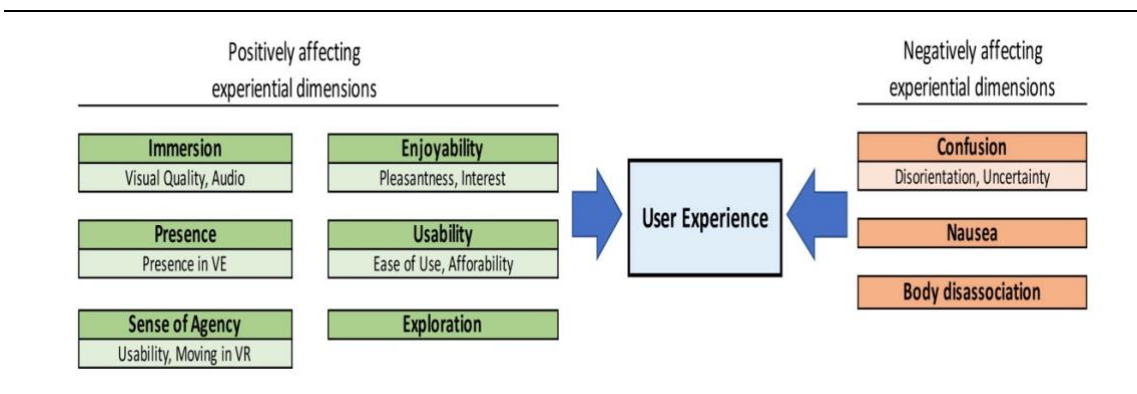 Positively affecting
experiential dimensions
Immersion
Visual Quality, Audio
Presence
Presence in VE
Sense of Agency
Usability, Moving in VR
Enjoyability
Pleasantness, Interest
Usability
Ease of Use, Afforability
Exploration
User Experience
Negatively affecting
experiential dimensions
Confusion
Disorientation, Uncertainty
Nausea
Body disassociation